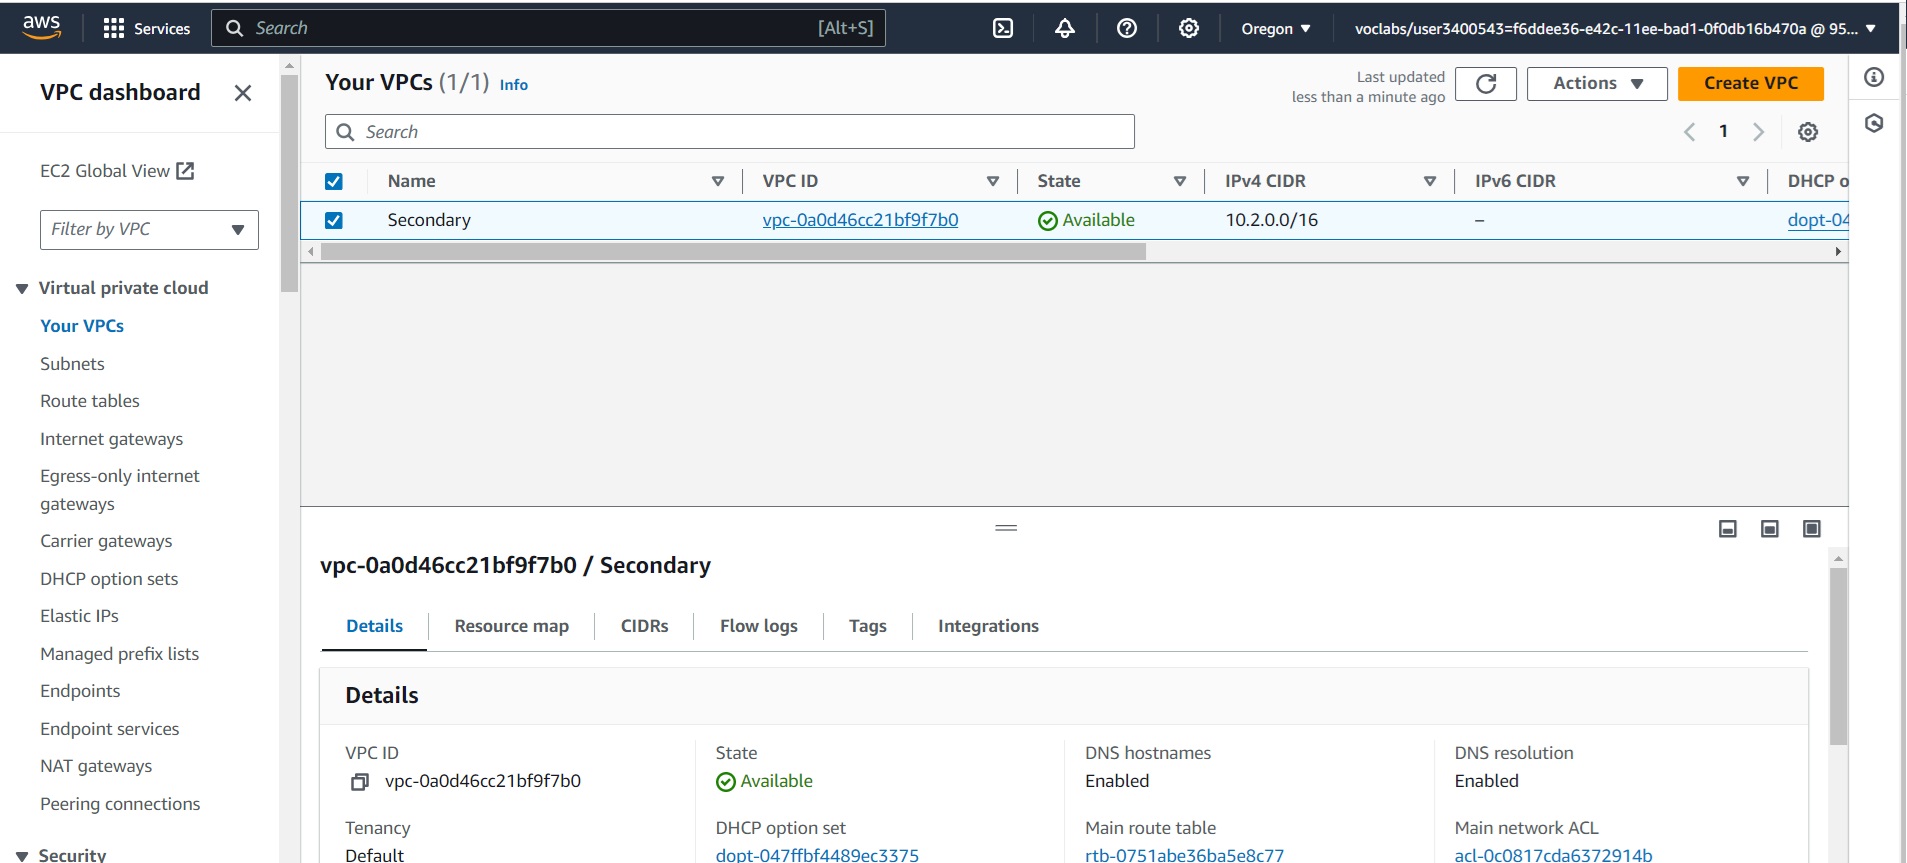 aws
Services
Search
[Alt+S]
Oregon
voclabs/user3400543=f6ddee36-e42c-11ee-bad1-0f0db16b470a @ 95...
VPC dashboard
EC2 Global View
Filter by VPC
Virtual private cloud
Your VPCs
Subnets
Route tables
Internet gateways
Egress-only internet
gateways
Carrier gateways
DHCP option sets
Elastic IPs
Managed prefix lists
Endpoints
Endpoint services
NAT gateways
Peering connections
Security
Your VPCs (1/1) Info
Last updated
less than a minute ago
Actions
Create VPC
Search
1
Name VPC ID State IPv4 CIDR IPv6 CIDR DHCP o
Secondary vpc-0a0d46cc21bf9f7b0 Available 10.2.0.0/16 – dopt-04
vpc-0a0d46cc21bf9f7b0 / Secondary
Details Resource map CIDRs Flow logs Tags Integrations
Details
VPC ID
vpc-0a0d46cc21bf9f7b0
State
Available
DNS hostnames
Enabled
DNS resolution
Enabled
Tenancy
Default
DHCP option set
dopt-047ffbf4489ec3375
Main route table
rtb-0751abe36ba5e8c77
Main network ACL
acl-0c0817cda6372914b